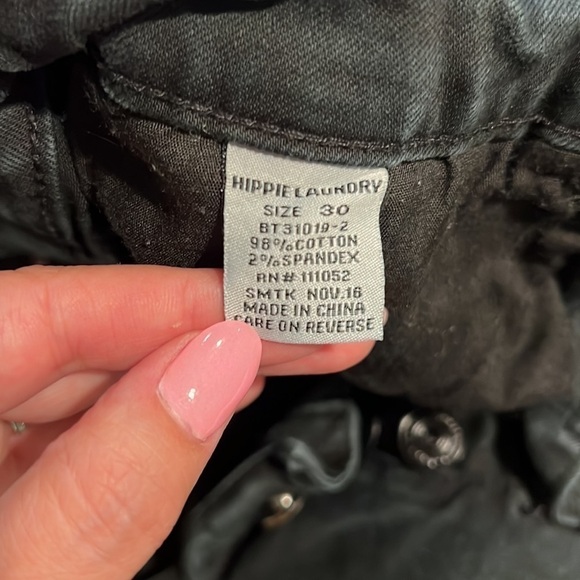 HIPPIE LAUNDRY
SIZE 30
BT31019-2
98%COTTON
2%SPANDEX
RN# 111052
SMTK NOV.16
MADE IN CHINA
CARE ON REVERSE